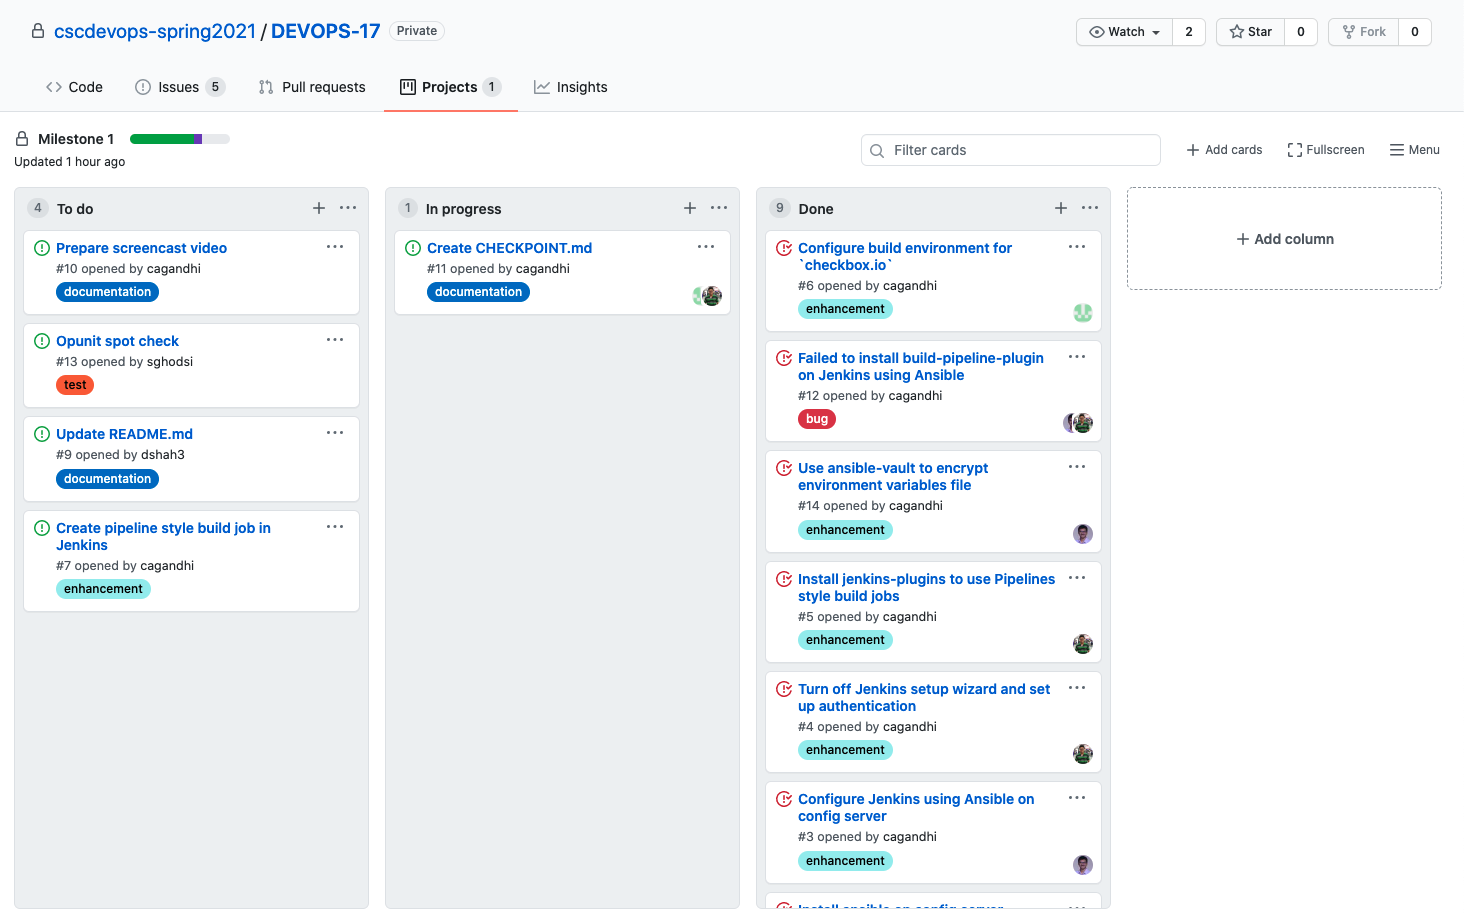 cscdevops-spring2021 / DEVOPS-17 Private
Watch 2 Star 0 Fork 0
Code Issues 5 Pull requests Projects 1 Insights
Milestone 1
Updated 1 hour ago
Filter cards
Add cards Fullscreen Menu
4 To do
Prepare screencast video
#10 opened by cagandhi
documentation
Opunit spot check
#13 opened by sghodsi
test
Update README.md
#9 opened by dshah3
documentation
Create pipeline style build job in
Jenkins
#7 opened by cagandhi
enhancement
1 In progress
Create CHECKPOINT.md
#11 opened by cagandhi
documentation
9 Done
Configure build environment for
`checkbox.io`
#6 opened by cagandhi
enhancement
Failed to install build-pipeline-plugin
on Jenkins using Ansible
#12 opened by cagandhi
bug
Use ansible-vault to encrypt
environment variables file
#14 opened by cagandhi
enhancement
Install jenkins-plugins to use Pipelines
style build jobs
#5 opened by cagandhi
enhancement
Turn off Jenkins setup wizard and set
up authentication
#4 opened by cagandhi
enhancement
Configure Jenkins using Ansible on
config server
#3 opened by cagandhi
enhancement
Install ansible on config server
Add column